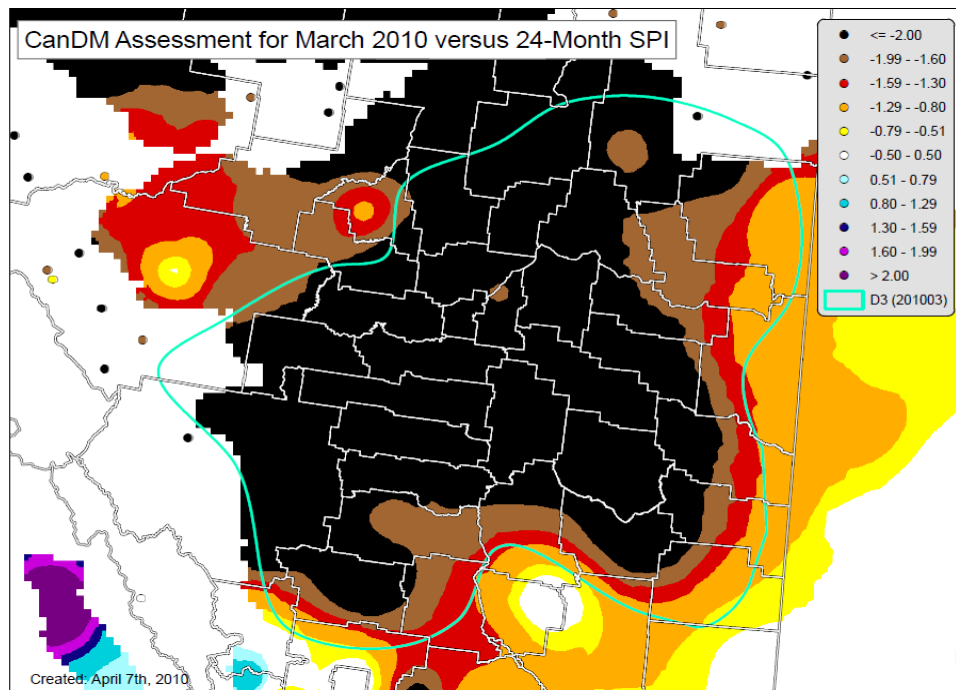 CanDM Assessment for March 2010 versus 24-Month SPI
<= -2.00
-1.99 - -1.60
-1.59 - -1.30
-1.29 - -0.80
-0.79 - -0.51
-0.50 - 0.50
0.51 - 0.79
0.80 - 1.29
1.30 - 1.59
1.60 - 1.99
> 2.00
D3 (201003)
Created: April 7th, 2010